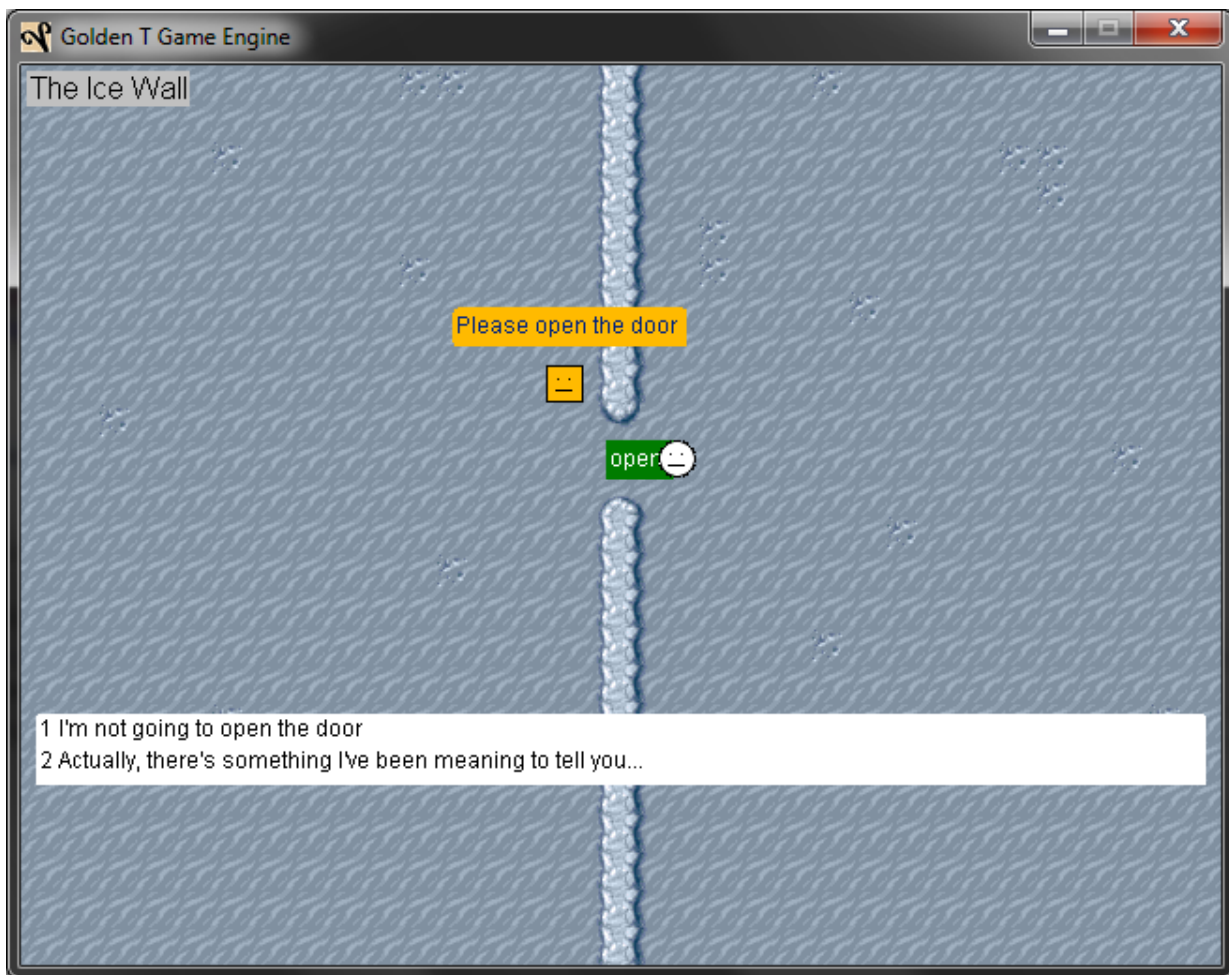 Golden T Game Engine
The Ice Wall
Please open the door
open
1 I'm not going to open the door
2 Actually, there's something I've been meaning to tell you...